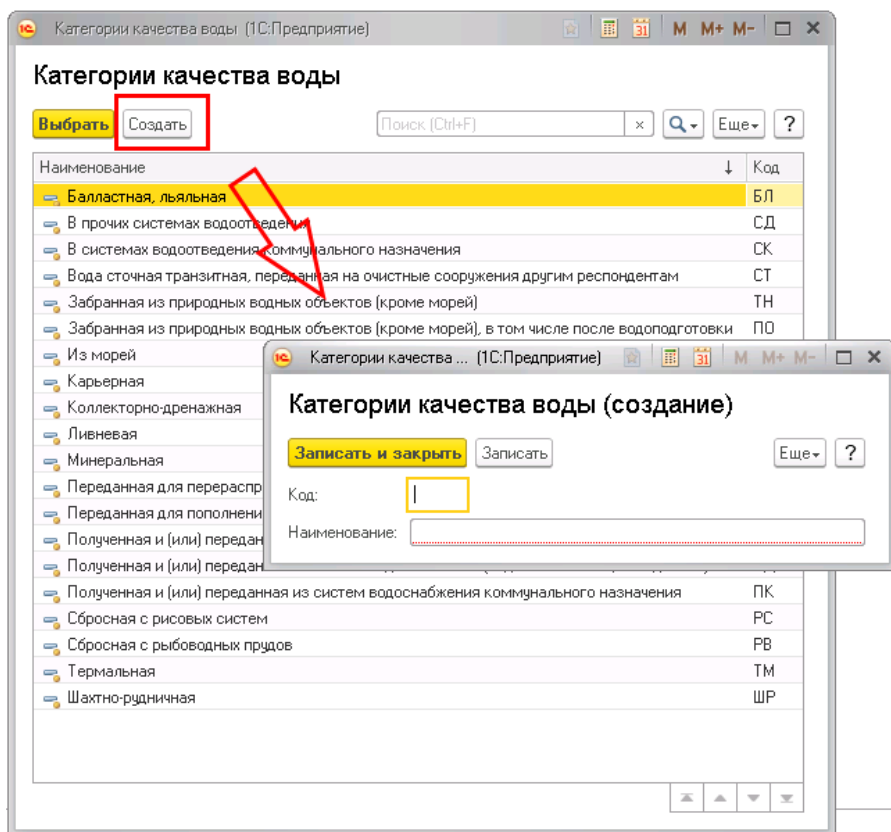 Категории качества воды (1С:Предприятие)
M M+ M-
Категории качества воды
Выбрать Создать Поиск (Ctrl+F) Еще ?
Наименование Код
Балластная, льяльная БЛ
В прочих системах водоотведения СД
В системах водоотведения коммунального назначения СК
Вода сточная транзитная, переданная на очистные сооружения другим респондентам СТ
Забранная из природных водных объектов (кроме морей) ТН
Забранная из природных водных объектов (кроме морей), в том числе после водоподготовки ПО
Из морей
Карьерная
Коллекторно-дренажная
Ливневая
Минеральная
Переданная для перераспр
Переданная для пополнени
Полученная и (или) передан
Полученная и (или) передан
Полученная и (или) переданная из систем водоснабжения коммунального назначения ПК
Сбросная с рисовых систем РС
Сбросная с рыбоводных прудов РВ
Термальная ТМ
Шахтно-рудничная ШР
Категории качества ... (1С:Предприятие)
31 M M+ M-
Категории качества воды (создание)
Записать и закрыть Записать Еще ?
Код:
Наименование: